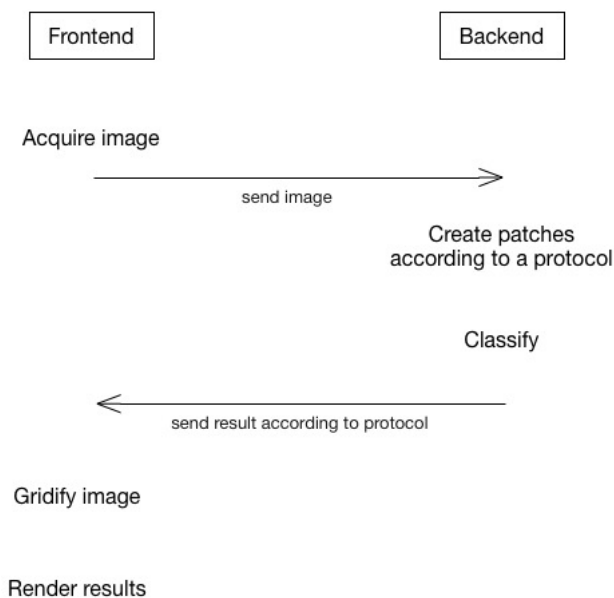 Frontend
Backend
Acquire image
send image
Create patches
according to a protocol
Classify
send result according to protocol
Gridify image
Render results